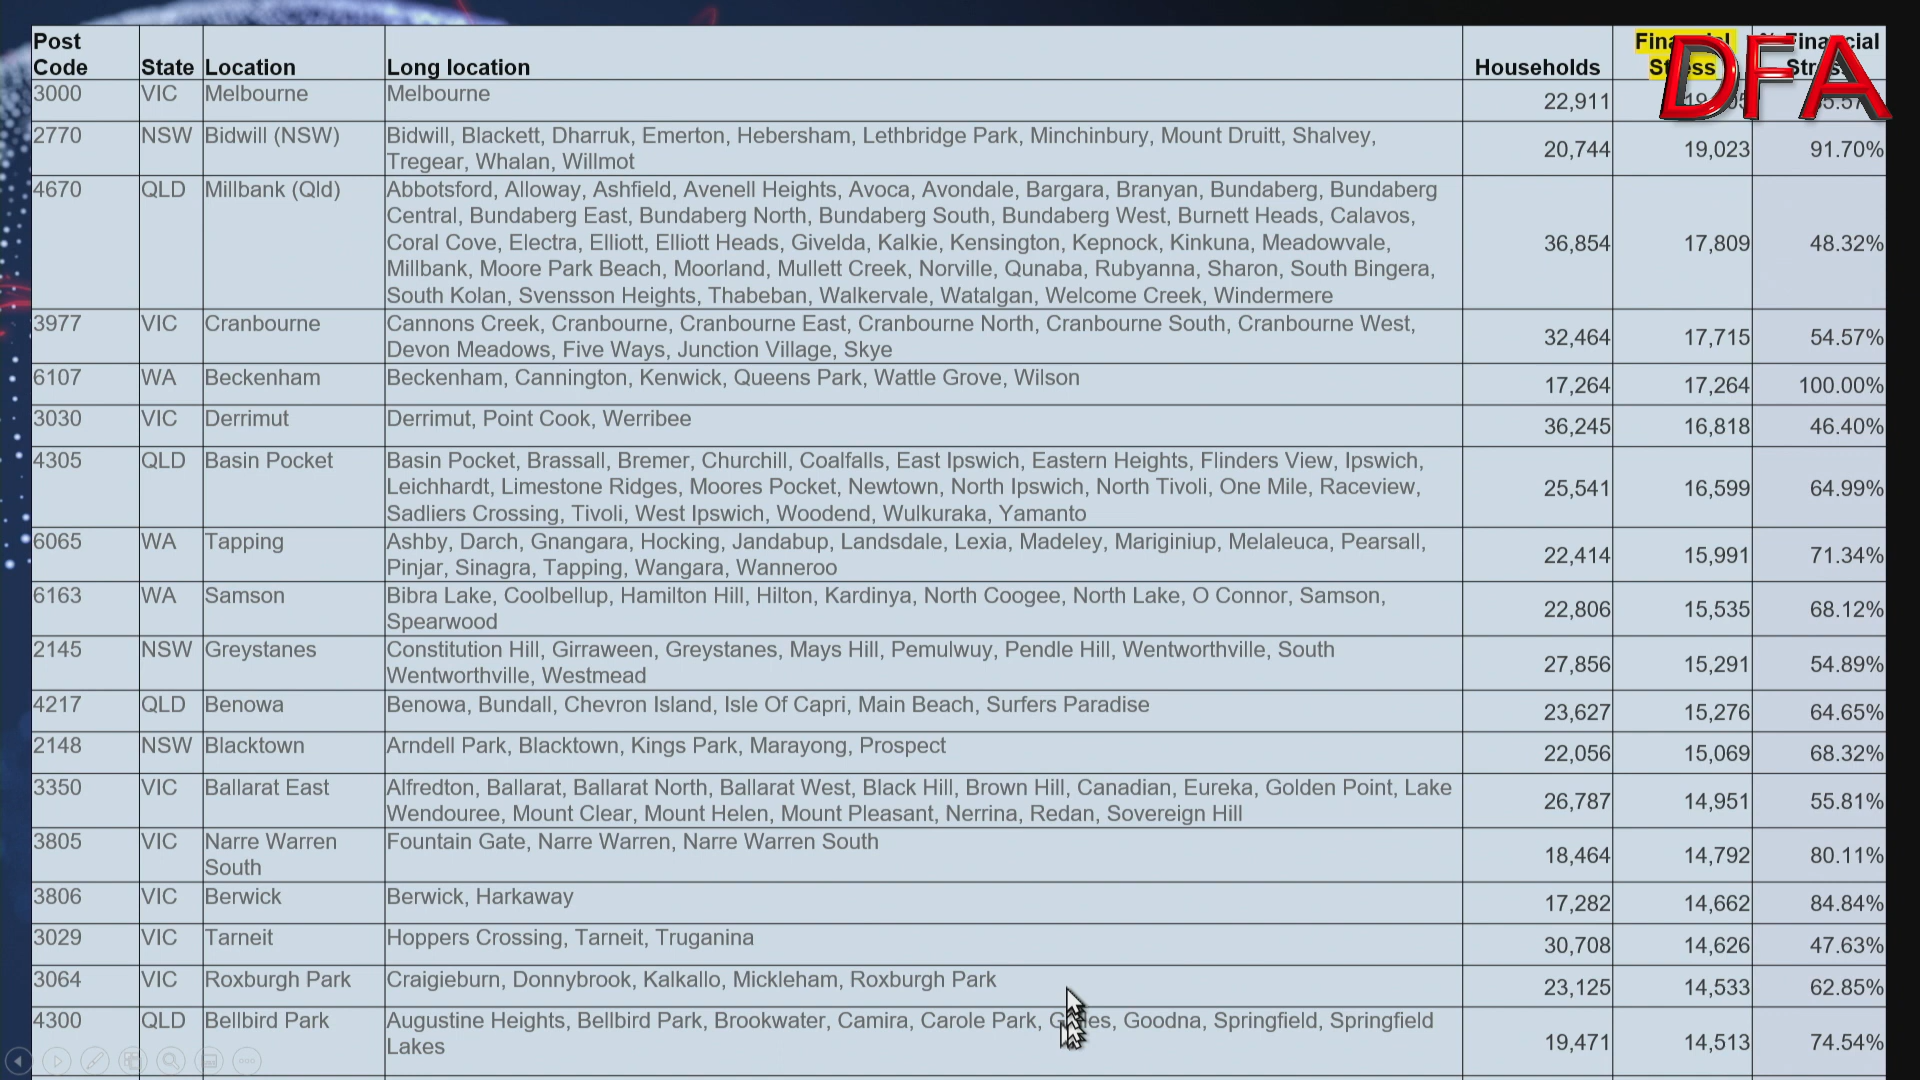 Post Code State Location Long location Households Financial Stress % Financial Stress
DFA
3000 VIC Melbourne Melbourne 22,911
2770 NSW Bidwill (NSW) Bidwill, Blackett, Dharruk, Emerton, Hebersham, Lethbridge Park, Minchinbury, Mount Druitt, Shalvey,
Tregear, Whalan, Willmot 20,744 19,023 91.70%
4670 QLD Millbank (Qld) Abbotsford, Alloway, Ashfield, Avenell Heights, Avoca, Avondale, Bargara, Branyan, Bundaberg, Bundaberg
Central, Bundaberg East, Bundaberg North, Bundaberg South, Bundaberg West, Burnett Heads, Calavos,
Coral Cove, Electra, Elliott, Elliott Heads, Givelda, Kalkie, Kensington, Kepnock, Kinkuna, Meadowvale,
Millbank, Moore Park Beach, Moorland, Mullett Creek, Norville, Qunaba, Rubyanna, Sharon, South Bingera,
South Kolan, Svensson Heights, Thabeban, Walkervale, Watalgan, Welcome Creek, Windermere 36,854 17,809 48.32%
3977 VIC Cranbourne Cannons Creek, Cranbourne, Cranbourne East, Cranbourne North, Cranbourne South, Cranbourne West,
Devon Meadows, Five Ways, Junction Village, Skye 32,464 17,715 54.57%
6107 WA Beckenham Beckenham, Cannington, Kenwick, Queens Park, Wattle Grove, Wilson 17,264 17,264 100.00%
3030 VIC Derrimut Derrimut, Point Cook, Werribee 36,245 16,818 46.40%
4305 QLD Basin Pocket Basin Pocket, Brassall, Bremer, Churchill, Coalfalls, East Ipswich, Eastern Heights, Flinders View, Ipswich,
Leichhardt, Limestone Ridges, Moores Pocket, Newtown, North Ipswich, North Tivoli, One Mile, Raceview,
Sadliers Crossing, Tivoli, West Ipswich, Woodend, Wulkuraka, Yamanto 25,541 16,599 64.99%
6065 WA Tapping Ashby, Darch, Gnangara, Hocking, Jandabup, Landsdale, Lexia, Madeley, Mariginiup, Melaleuca, Pearsall,
Pinjar, Sinagra, Tapping, Wangara, Wanneroo 22,414 15,991 71.34%
6163 WA Samson Bibra Lake, Coolbellup, Hamilton Hill, Hilton, Kardinya, North Coogee, North Lake, O Connor, Samson,
Spearwood 22,806 15,535 68.12%
2145 NSW Greystanes Constitution Hill, Girraween, Greystanes, Mays Hill, Pemulwuy, Pendle Hill, Wentworthville, South
Wentworthville, Westmead 27,856 15,291 54.89%
4217 QLD Benowa Benowa, Bundall, Chevron Island, Isle Of Capri, Main Beach, Surfers Paradise 23,627 15,276 64.65%
2148 NSW Blacktown Arndell Park, Blacktown, Kings Park, Marayong, Prospect 22,056 15,069 68.32%
3350 VIC Ballarat East Alfredton, Ballarat, Ballarat North, Ballarat West, Black Hill, Brown Hill, Canadian, Eureka, Golden Point, Lake
Wendouree, Mount Clear, Mount Helen, Mount Pleasant, Nerrina, Redan, Sovereign Hill 26,787 14,951 55.81%
3805 VIC Narre Warren South Fountain Gate, Narre Warren, Narre Warren South 18,464 14,792 80.11%
3806 VIC Berwick Berwick, Harkaway 17,282 14,662 84.84%
3029 VIC Tarneit Hoppers Crossing, Tarneit, Truganina 30,708 14,626 47.63%
3064 VIC Roxburgh Park Craigieburn, Donnybrook, Kalkallo, Mickleham, Roxburgh Park 23,125 14,533 62.85%
4300 QLD Bellbird Park Augustine Heights, Bellbird Park, Brookwater, Camira, Carole Park, Goodna, Springfield, Springfield
Lakes 19,471 14,513 74.54%